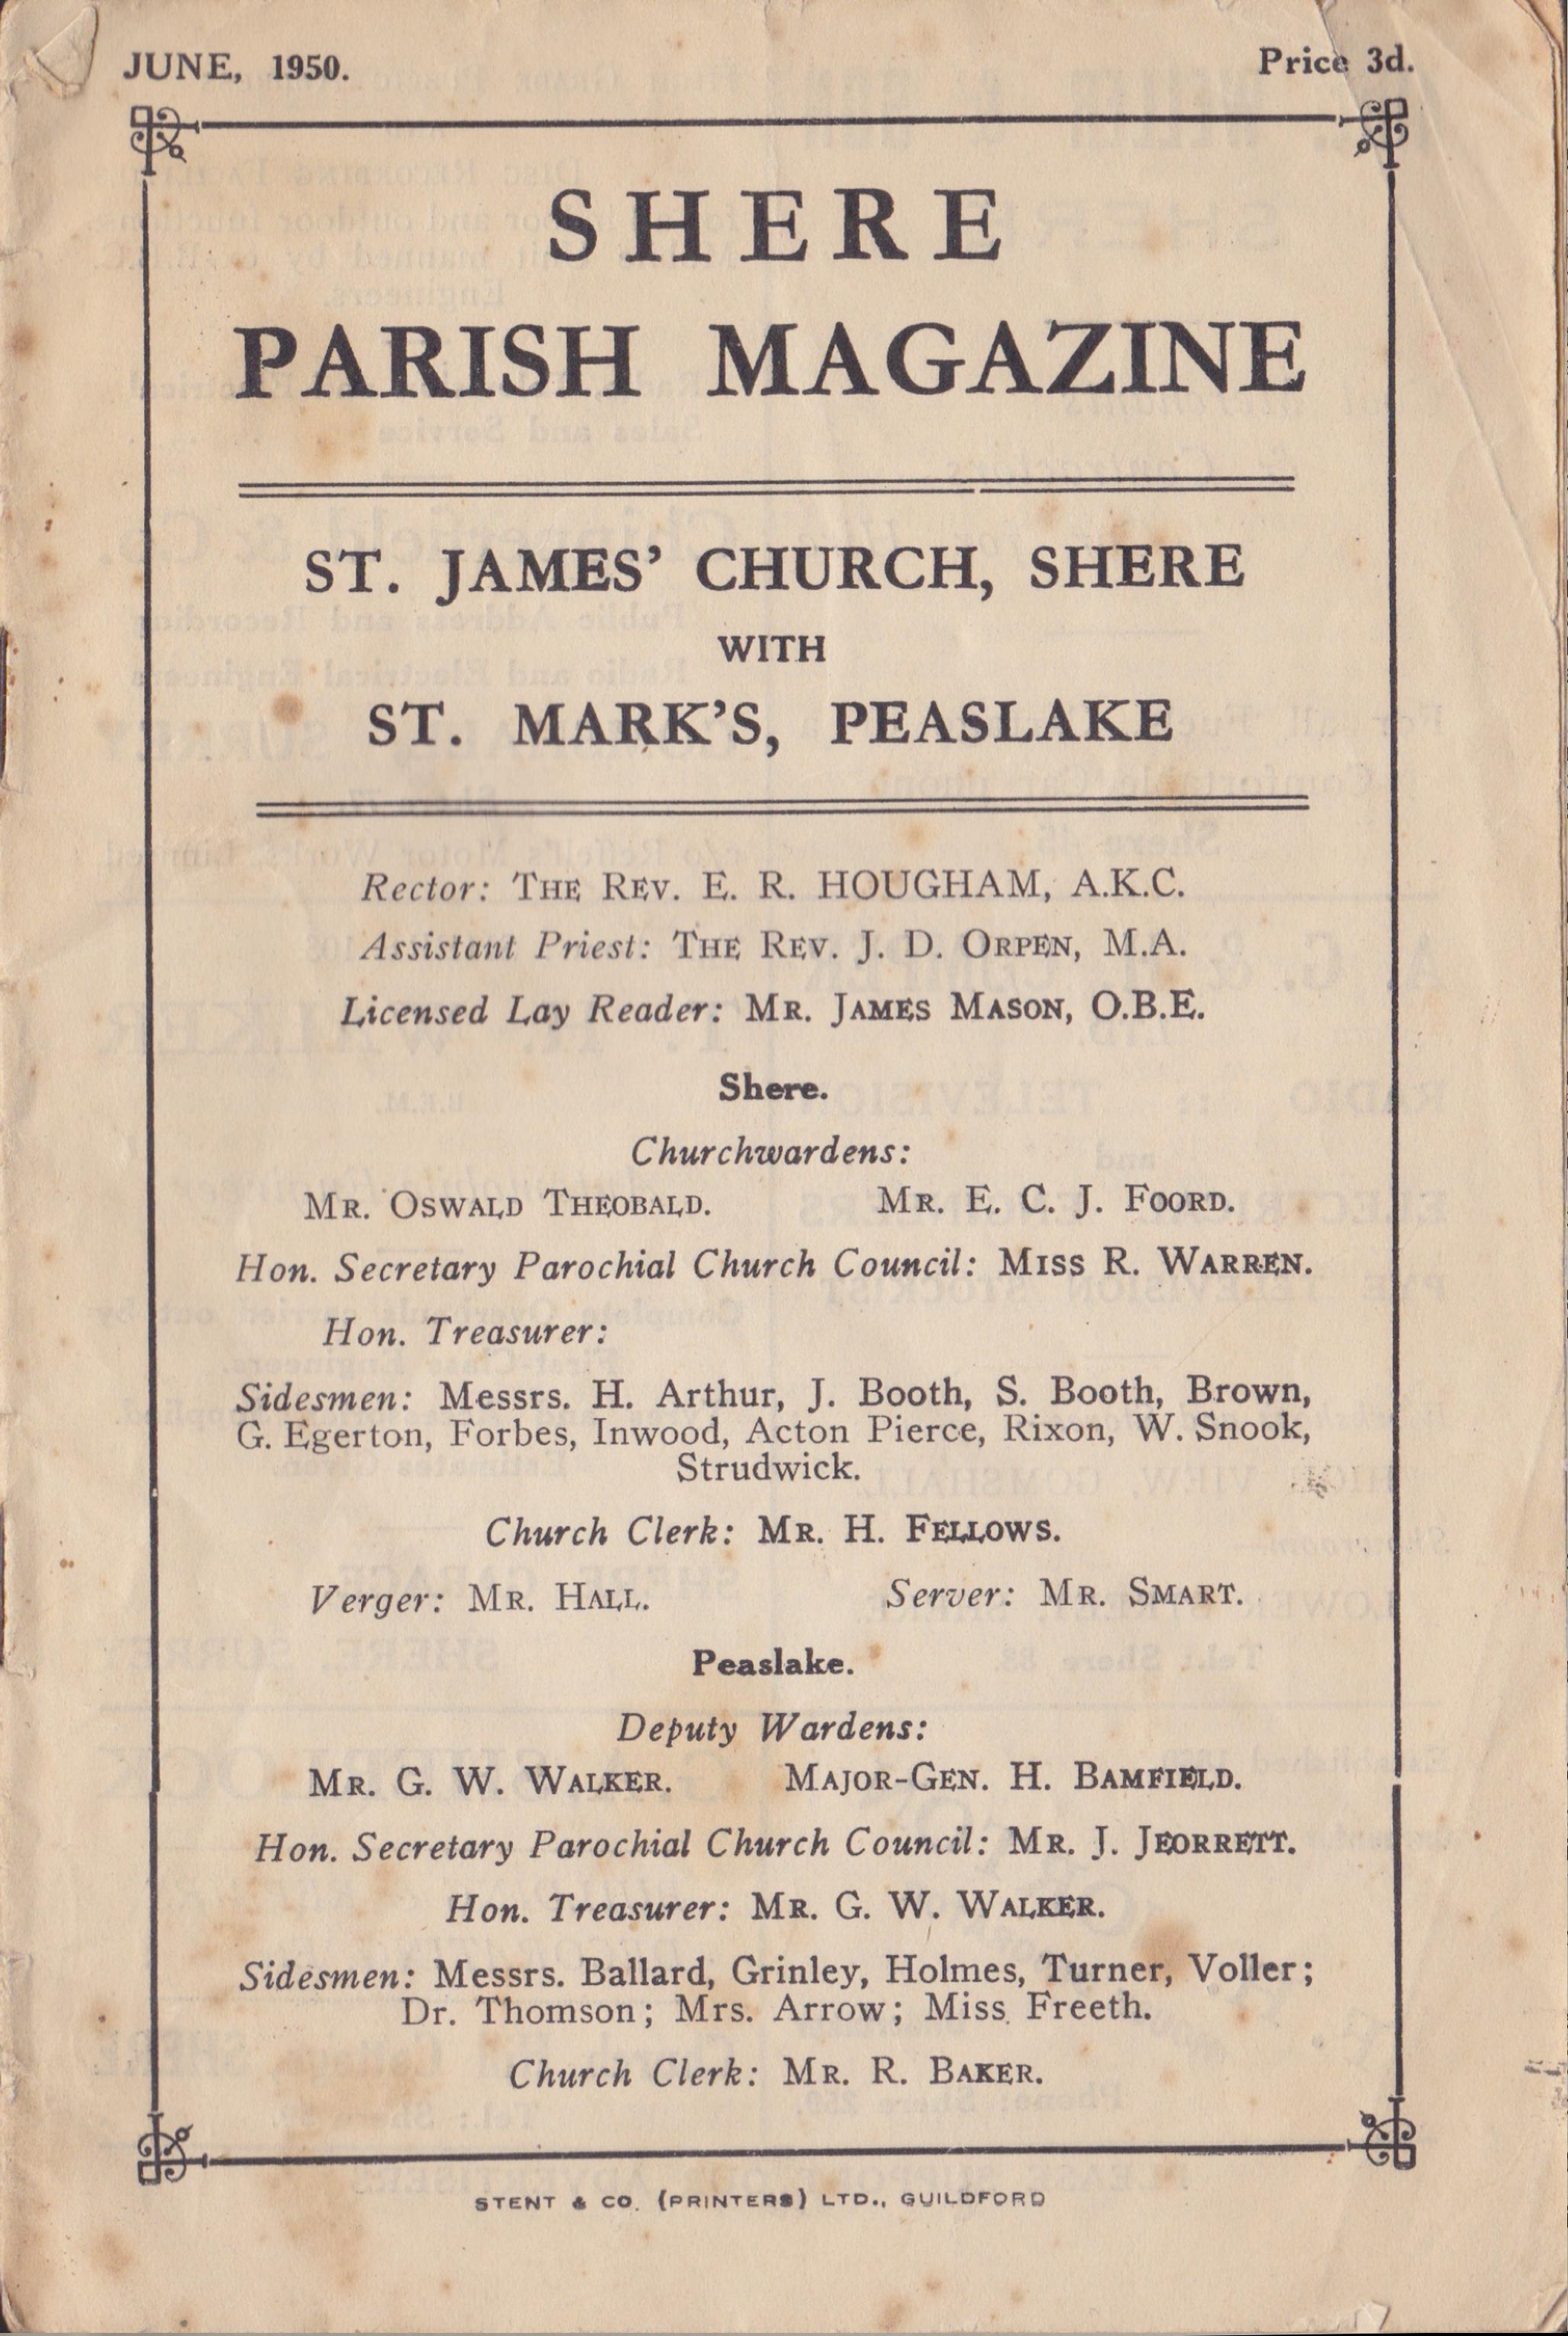 JUNE, 1950. Price 3d.
SHERE
PARISH MAGAZINE
ST. JAMES' CHURCH, SHERE
WITH
ST. MARK'S, PEASLAKE
Rector: THE REV. E. R. HOUGHAM, A.K.C.
Assistant Priest: THE REV. J. D. ORPEN, M.A.
Licensed Lay Reader: MR. JAMES MASON, O.B.E.
Shere.
Churchwardens:
MR. OSWALD THEOBALD. MR. E. C. J. FOORD.
Hon. Secretary Parochial Church Council: MISS R. WARREN.
Hon. Treasurer:
Sidesmen: Messrs. H. Arthur, J. Booth, S. Booth, Brown,
G. Egerton, Forbes, Inwood, Acton Pierce, Rixon, W. Snook,
Strudwick.
Church Clerk: MR. H. FELLOWS.
Verger: MR. HALL. Server: MR. SMART.
Peaslake.
Deputy Wardens:
MR. G. W. WALKER. MAJOR-GEN. H. BAMFIELD.
Hon. Secretary Parochial Church Council: MR. J. JEORRETT.
Hon. Treasurer: MR. G. W. WALKER.
Sidesmen: Messrs. Ballard, Grinley, Holmes, Turner, Voller;
Dr. Thomson; Mrs. Arrow; Miss Freeth.
Church Clerk: MR. R. BAKER.
STENT & CO. (PRINTERS) LTD., GUILDFORD